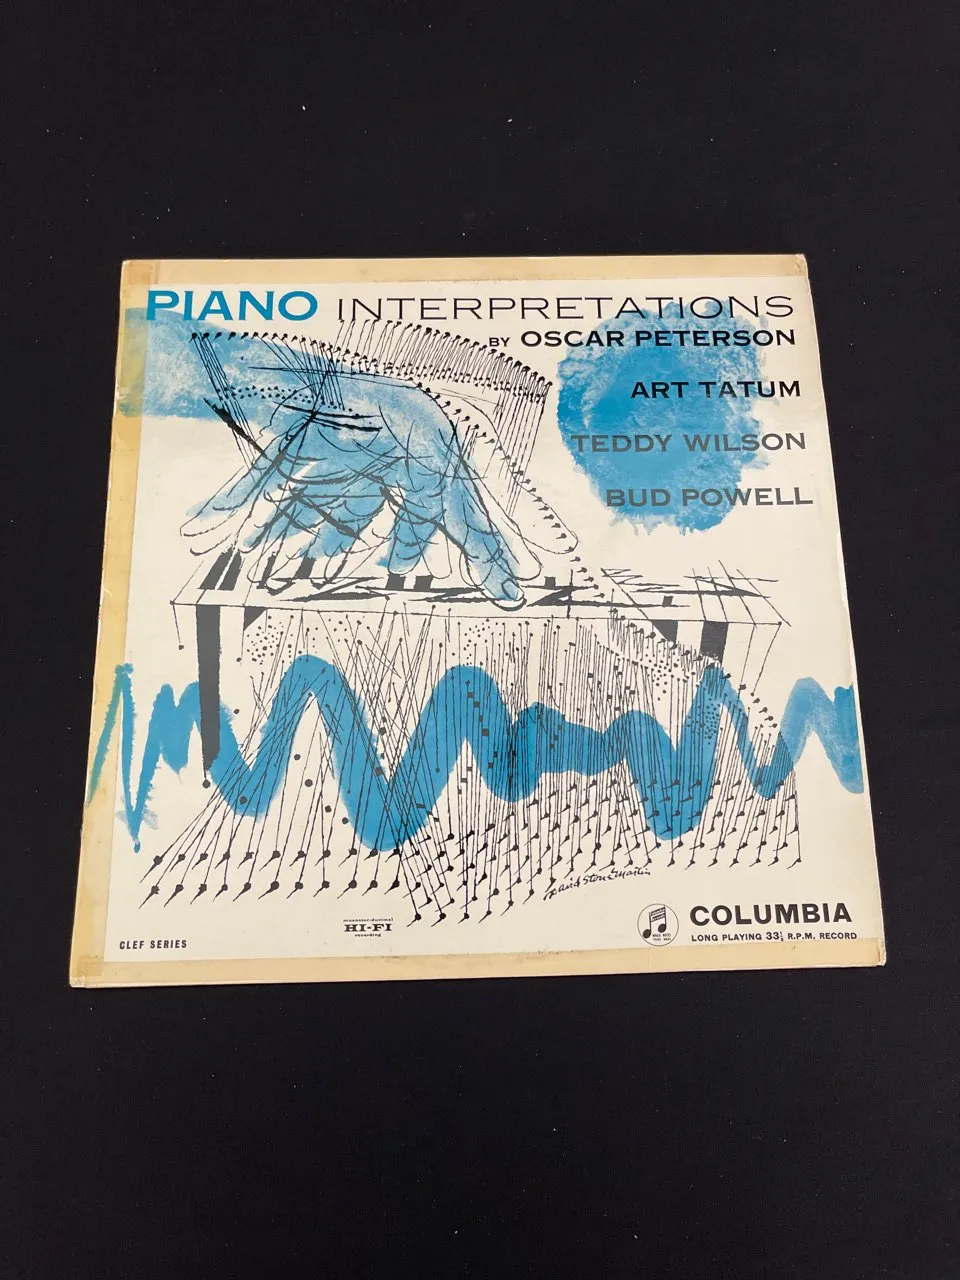 PIANO INTERPRETATIONS
BY OSCAR PETERSON
ART TATUM
TEDDY WILSON
BUD POWELL
David Stone Martin
HI-FI
recording
CLEF SERIES
COLUMBIA
LONG PLAYING 33⅓ R.P.M. RECORD